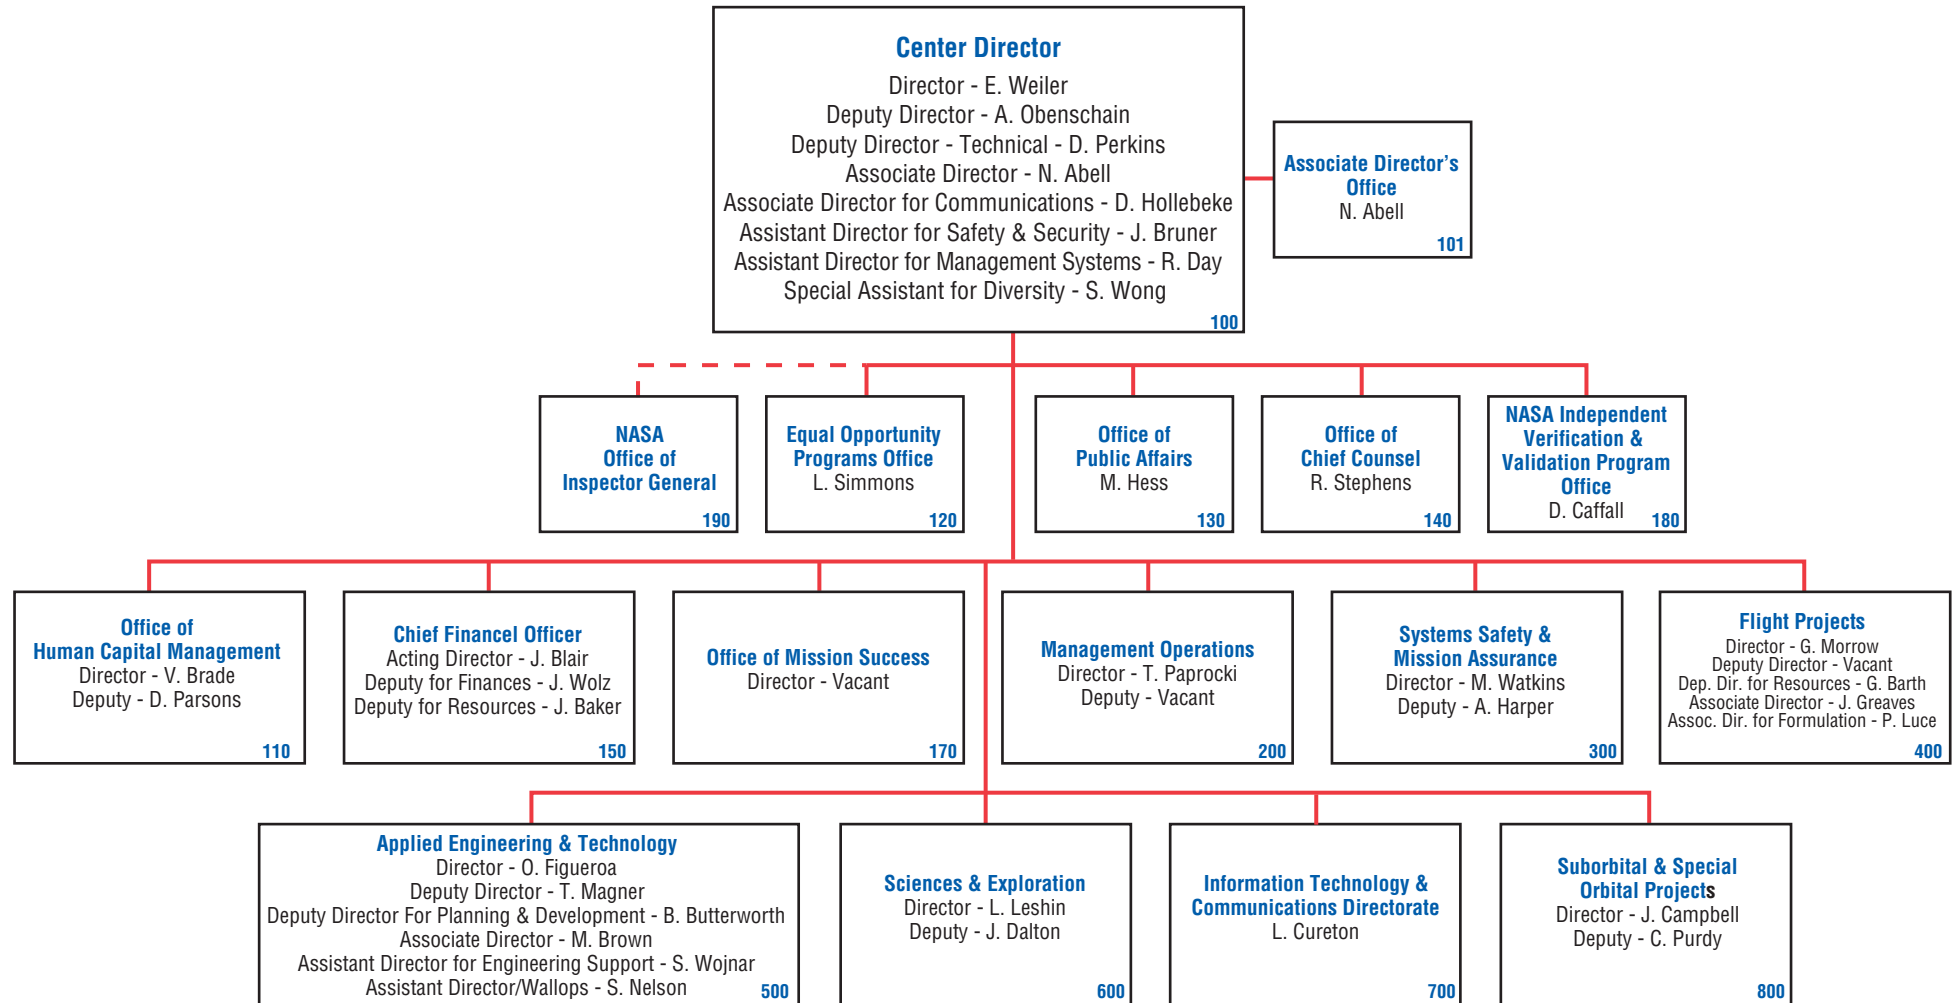 Center Director
Director - E. Weiler
Deputy Director - A. Obenschain
Deputy Director - Technical - D. Perkins
Associate Director - N. Abell
Associate Director for Communications - D. Hollebeke
Assistant Director for Safety & Security - J. Bruner
Assistant Director for Management Systems - R. Day
Special Assistant for Diversity - S. Wong
100
Associate Director's
Office
N. Abell
101
NASA
Office of
Inspector General
190
Equal Opportunity
Programs Office
L. Simmons
120
Office of
Public Affairs
M. Hess
130
Office of
Chief Counsel
R. Stephens
140
NASA Independent
Verification &
Validation Program
Office
D. Caffall
180
Office of
Human Capital Management
Director - V. Brade
Deputy - D. Parsons
110
Chief Financel Officer
Acting Director - J. Blair
Deputy for Finances - J. Wolz
Deputy for Resources - J. Baker
150
Office of Mission Success
Director - Vacant
170
Management Operations
Director - T. Paprocki
Deputy - Vacant
200
Systems Safety &
Mission Assurance
Director - M. Watkins
Deputy - A. Harper
300
Flight Projects
Director - G. Morrow
Deputy Director - Vacant
Dep. Dir. for Resources - G. Barth
Associate Director - J. Greaves
Assoc. Dir. for Formulation - P. Luce
400
Applied Engineering & Technology
Director - O. Figueroa
Deputy Director - T. Magner
Deputy Director For Planning & Development - B. Butterworth
Associate Director - M. Brown
Assistant Director for Engineering Support - S. Wojnar
Assistant Director/Wallops - S. Nelson
500
Sciences & Exploration
Director - L. Leshin
Deputy - J. Dalton
600
Information Technology &
Communications Directorate
L. Cureton
700
Suborbital & Special
Orbital Projects
Director - J. Campbell
Deputy - C. Purdy
800